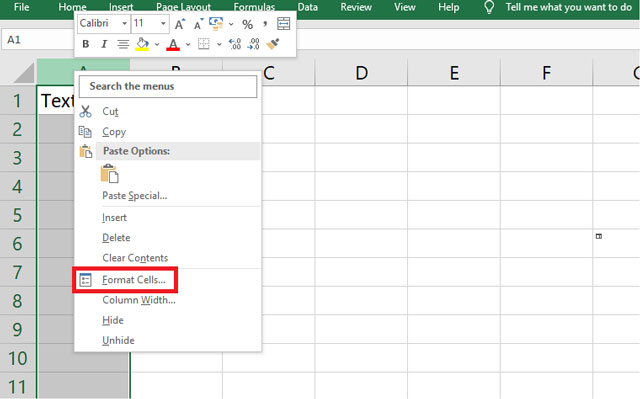 File Home Insert Page Layout Formulas Data Review View Help Tell me what you want to do
Calibri 11 A A $ % ,
A1
B I A .00 .0
B C D E F
Search the menus
1 Text
Cut
2
Copy
3 Paste Options:
4
Paste Special...
5 Insert
Delete
6
Clear Contents
7 Format Cells...
8 Column Width...
9 Hide
Unhide
10
11